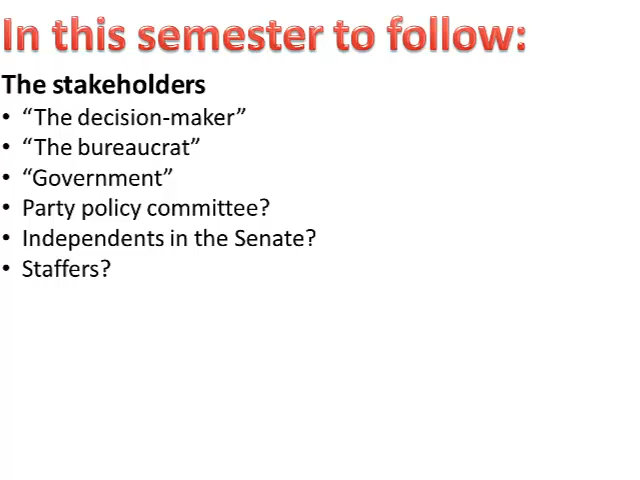 In this semester to follow:
The stakeholders
• “The decision-maker”
• “The bureaucrat”
• “Government”
• Party policy committee?
• Independents in the Senate?
• Staffers?